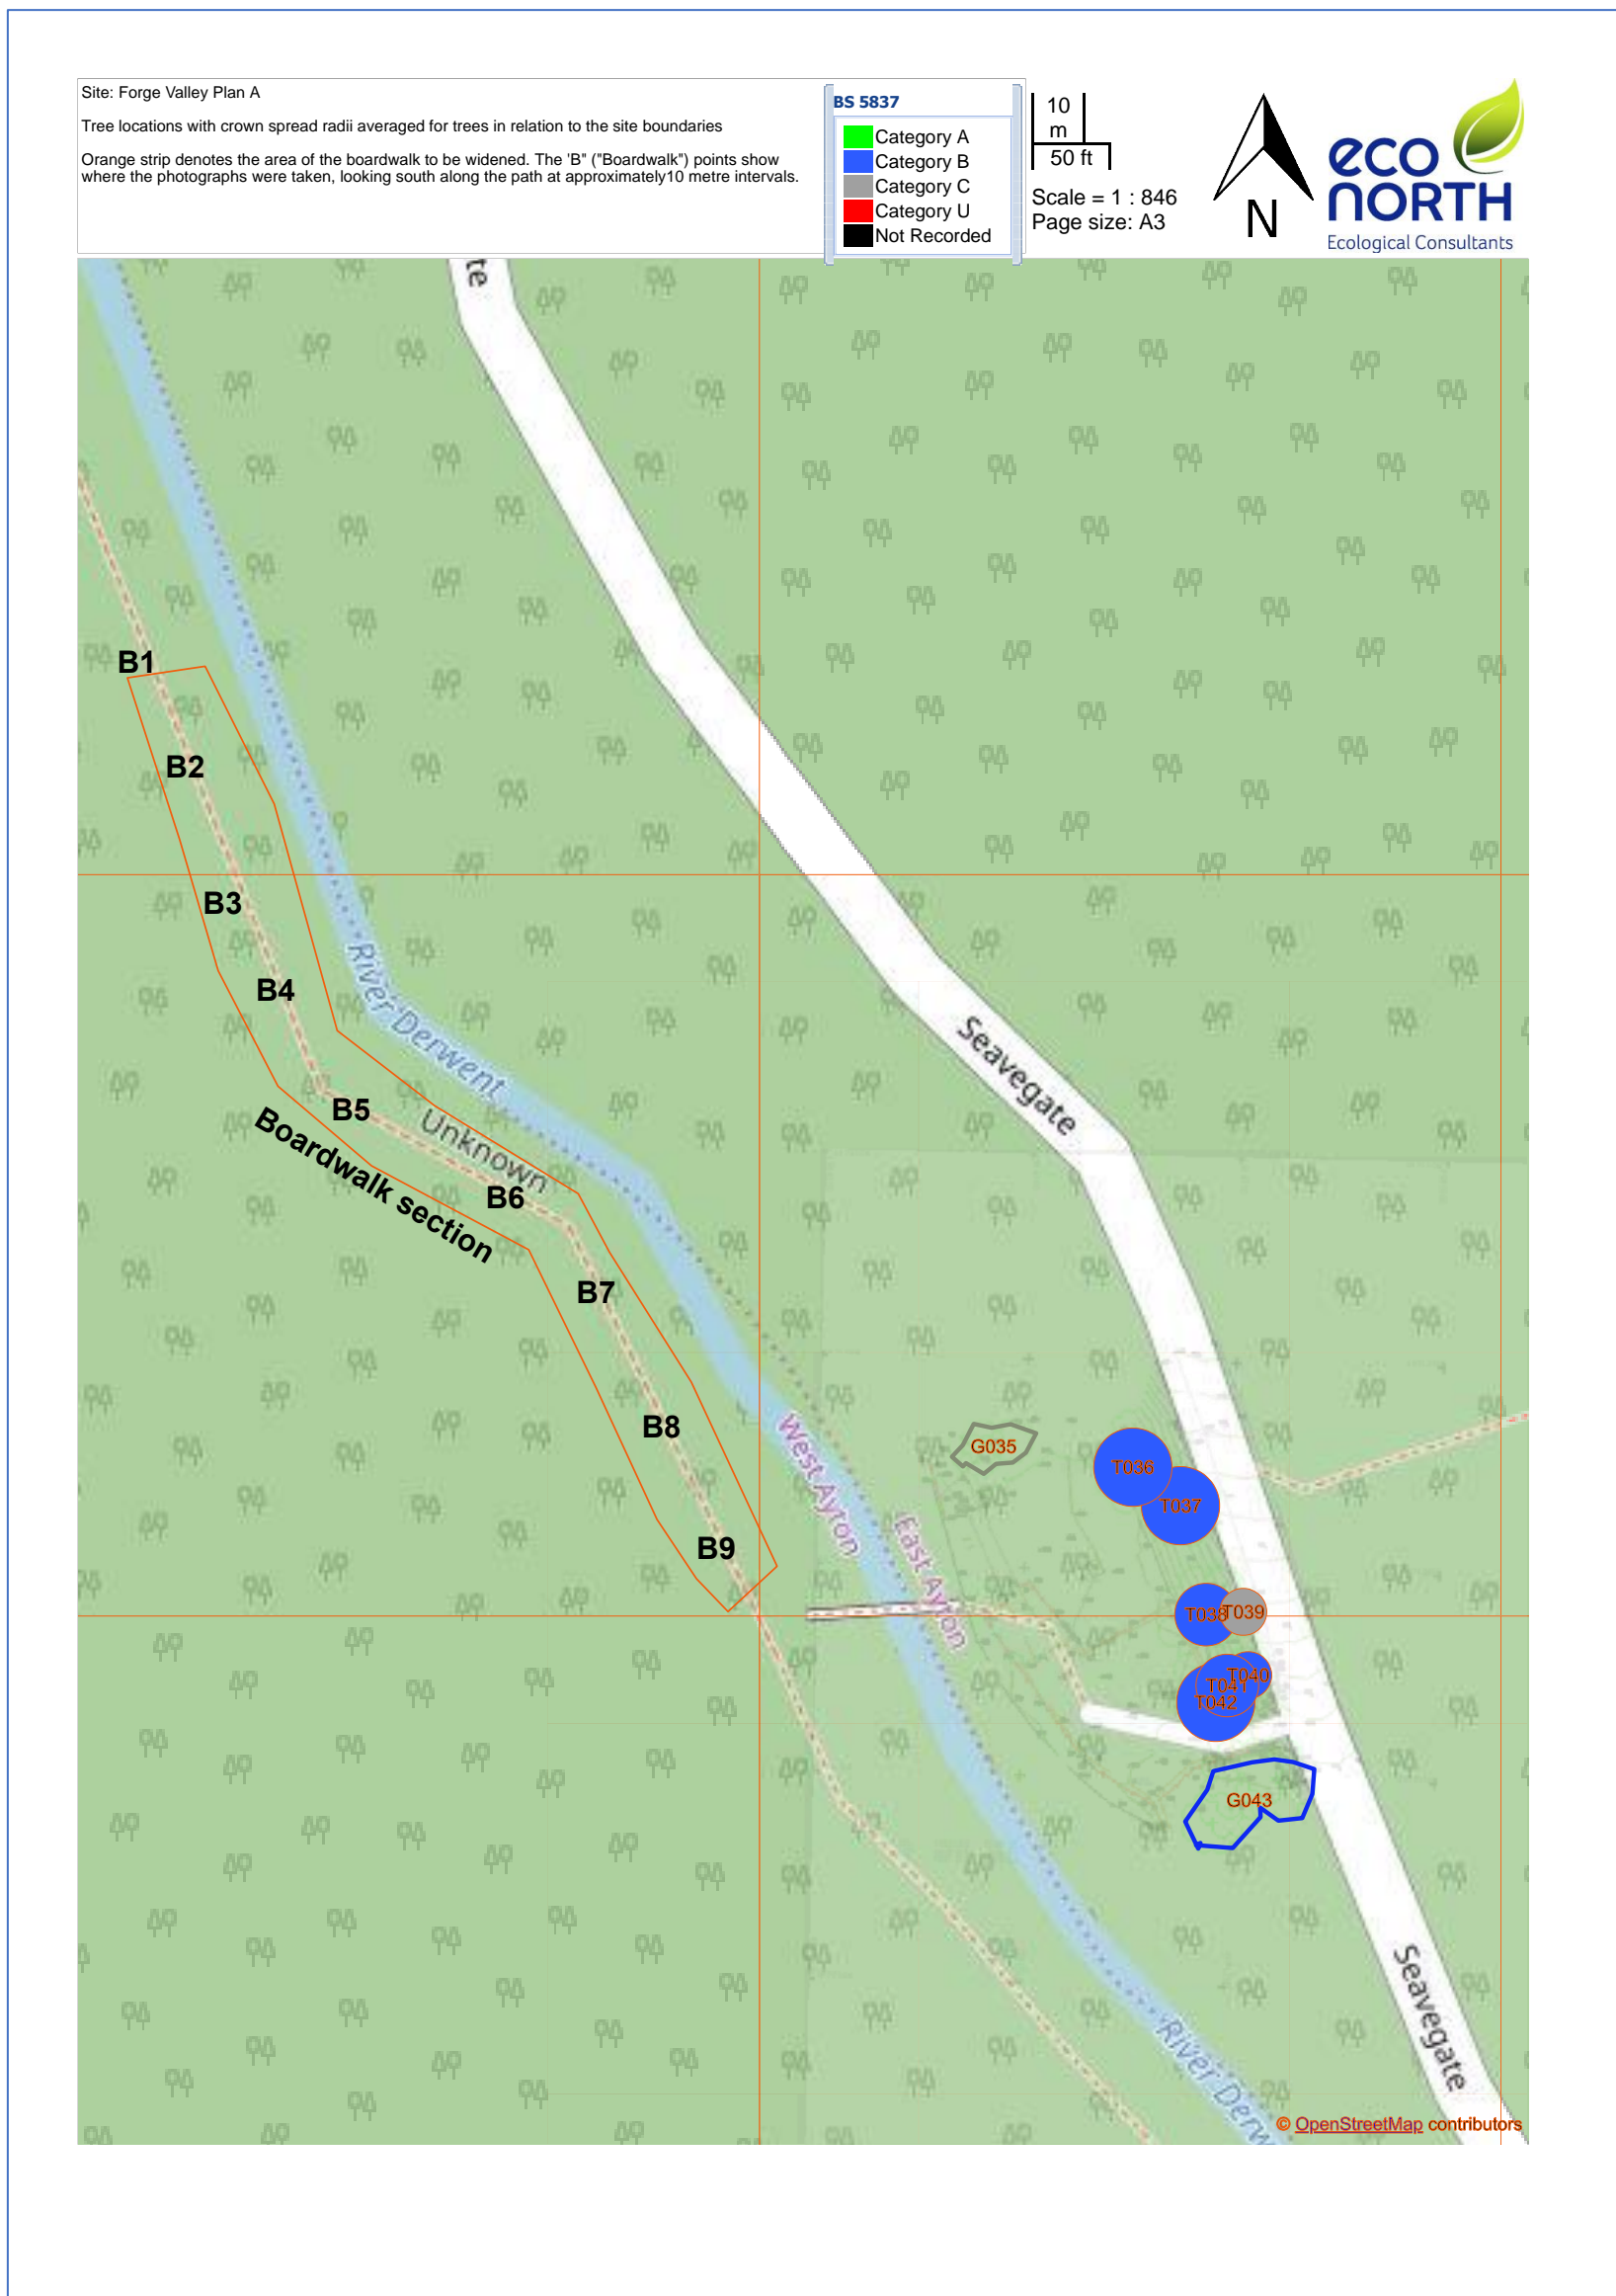 Site: Forge Valley Plan A
Tree locations with crown spread radii averaged for trees in relation to the site boundaries
Orange strip denotes the area of the boardwalk to be widened. The 'B" ("Boardwalk") points show
where the photographs were taken, looking south along the path at approximately10 metre intervals.
BS 5837
Category A
Category B
Category C
Category U
Not Recorded
10
m
50 ft
Scale = 1 : 846
Page size: A3
N
eco
NORTH
Ecological Consultants
te
B1
B2
B3
B4
River Derwent
Seavegate
B5
Unknown
Boardwalk section
B6
B7
B8
West Ayton
G035
T036
T037
B9
East Ayton
T038
T039
T040
T041
T042
G043
Seavegate
River Derw
© OpenStreetMap contributors